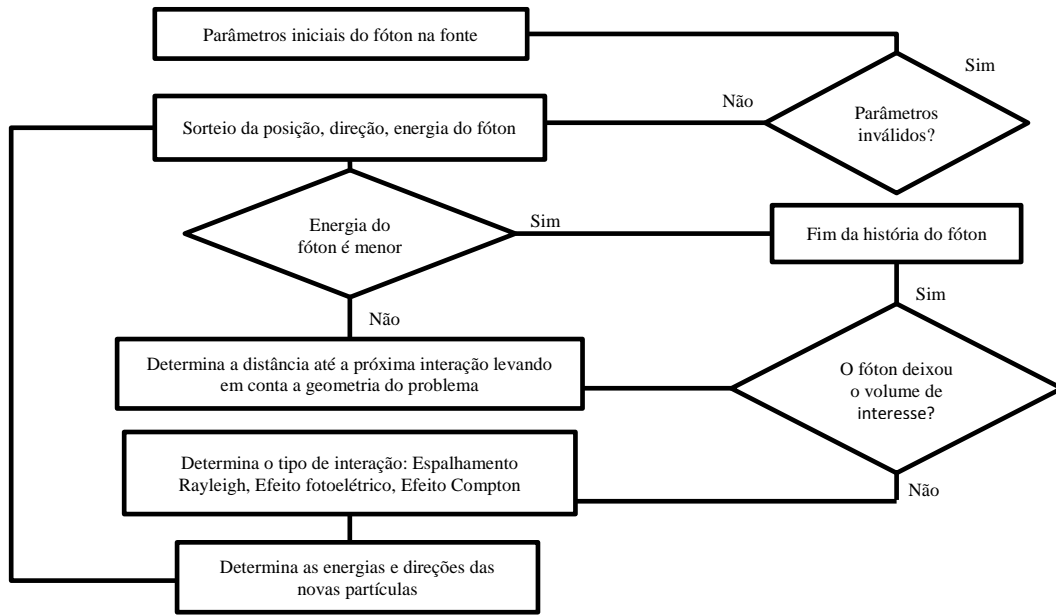 Parâmetros iniciais do fóton na fonte
Sim
Não
Parâmetros
inválidos?
Sorteio da posição, direção, energia do fóton
Energia do
fóton é menor
Sim
Fim da história do fóton
Não
Sim
Determina a distância até a próxima interação levando
em conta a geometria do problema
O fóton deixou
o volume de
interesse?
Determina o tipo de interação: Espalhamento
Rayleigh, Efeito fotoelétrico, Efeito Compton
Não
Determina as energias e direções das
novas partículas